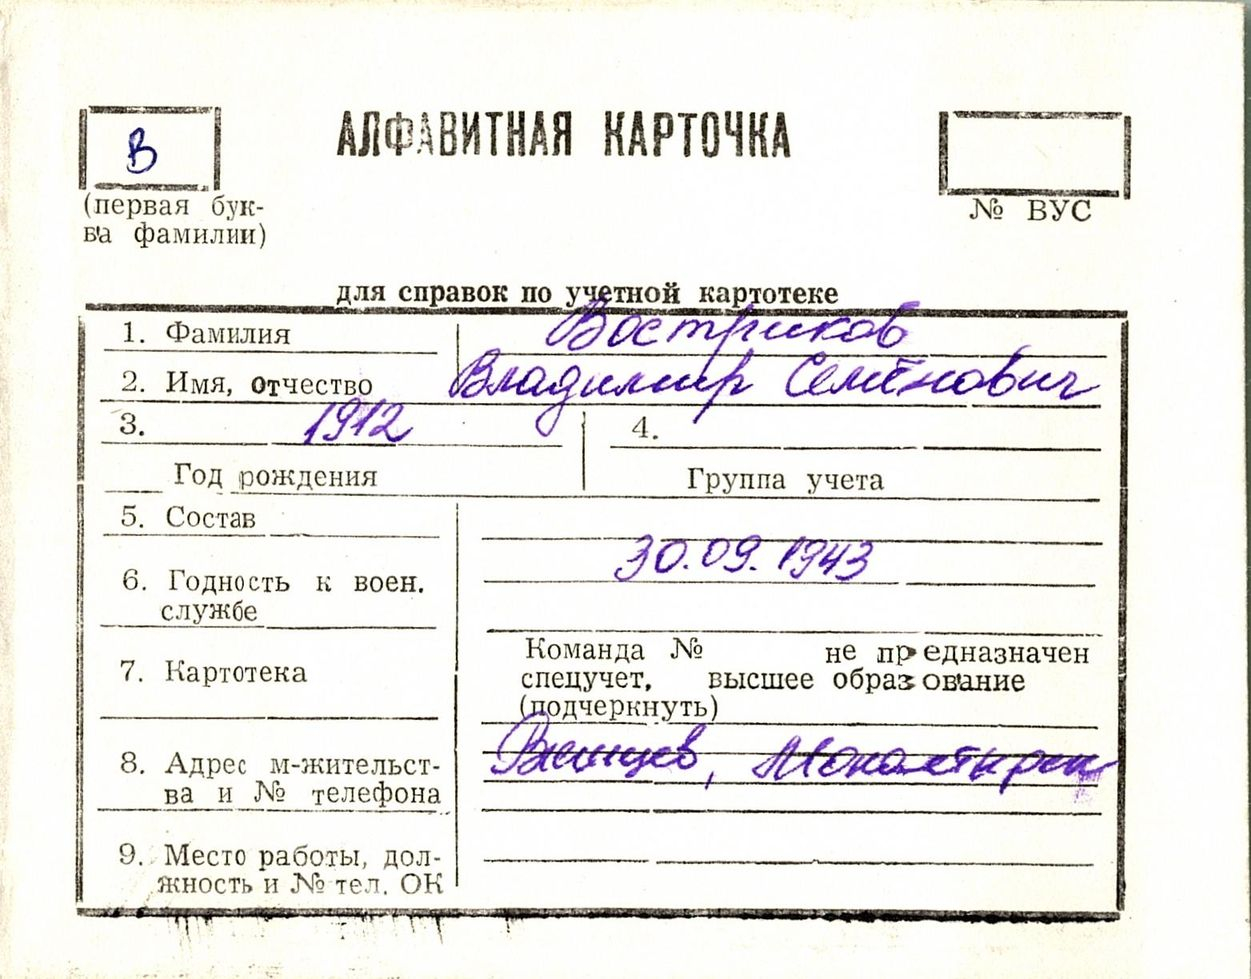 В
АЛФАВИТНАЯ КАРТОЧКА
(первая бук-
ва фамилии)
№ ВУС
для справок по учетной картотеке
1. Фамилия Востриков
2. Имя, отчество Владимир Семёнович
3. 1912
4.
Год рождения
Группа учета
5. Состав
30.09.1943
6. Годность к воен.
службе
7. Картотека
Команда № не предназначен
спецучет, высшее образование
(подчеркнуть)
8. Адрес м-жительст-
ва и № телефона
9. Место работы, дол-
жность и № тел. ОК